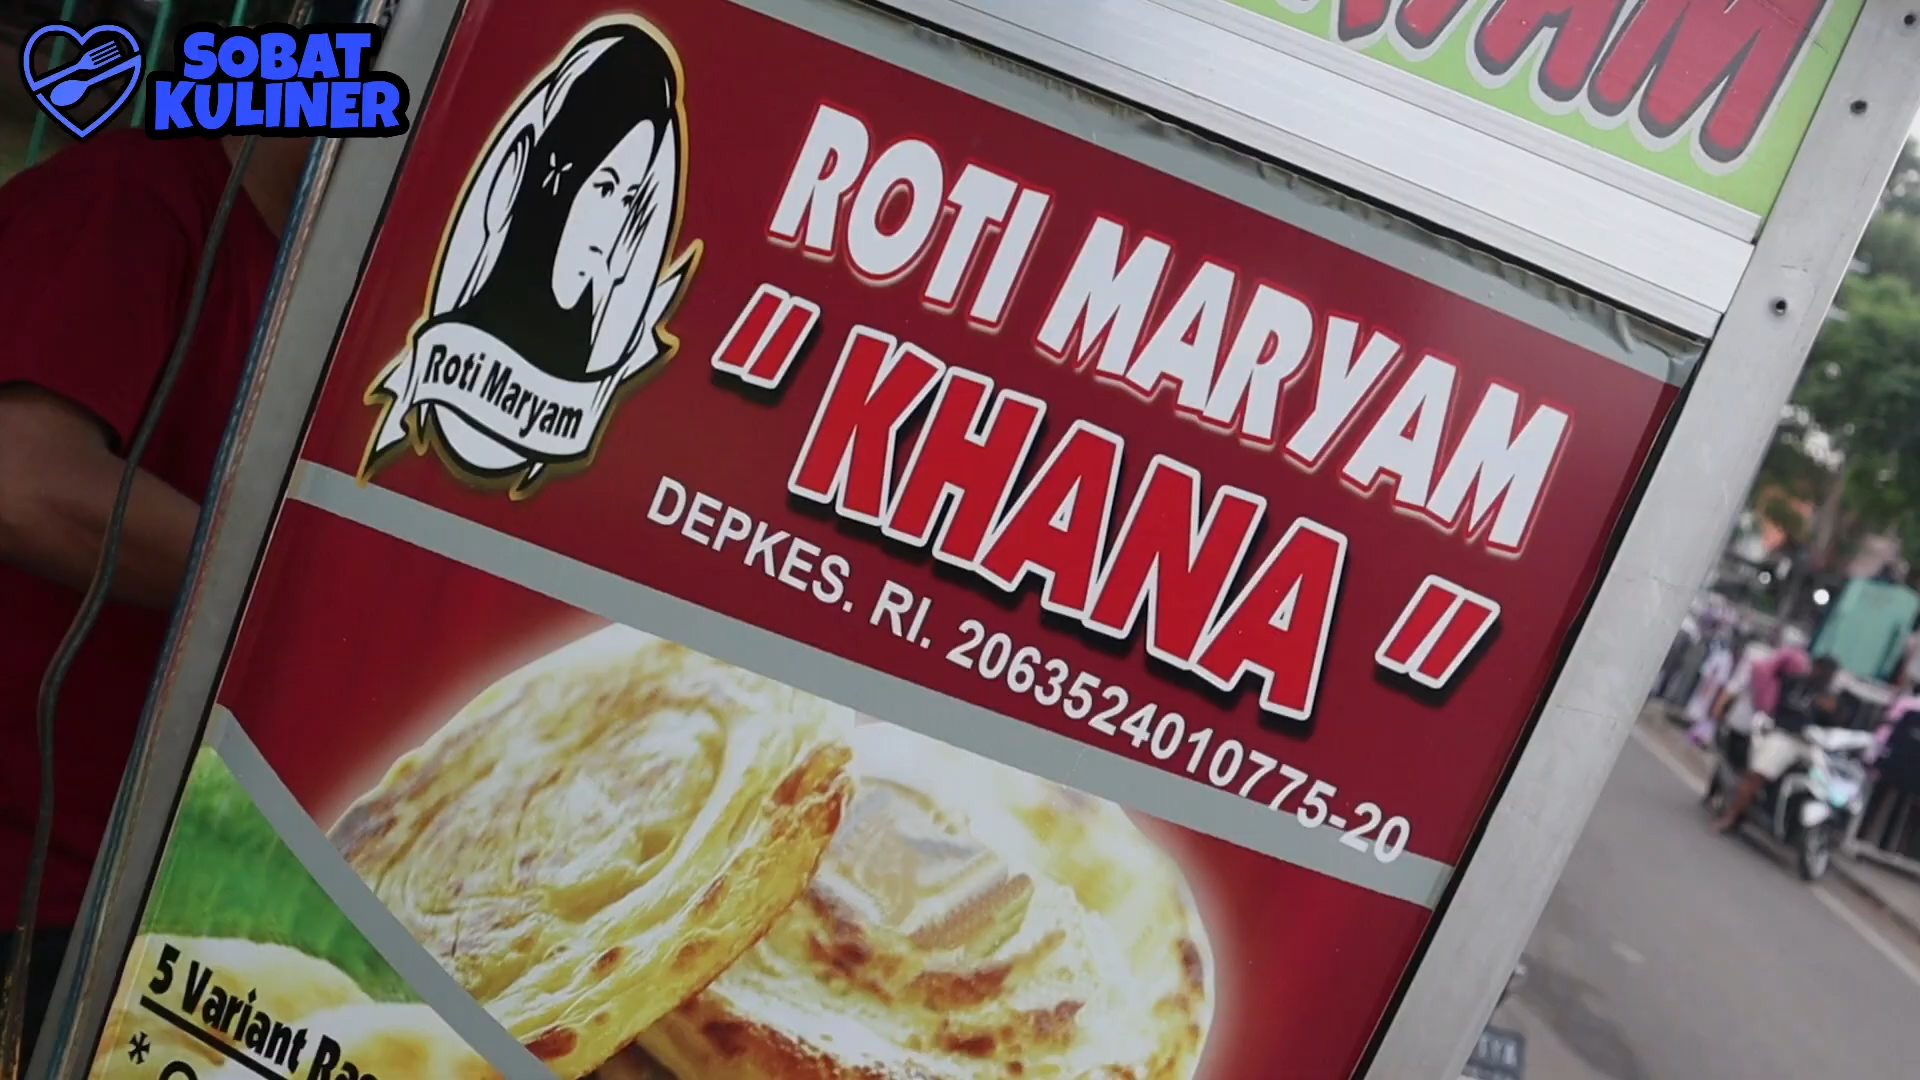 SOBAT
KULINER
ROTI MARYAM
" KHANA "
DEPKES. RI. 2063524010775-20
Roti Maryam
5 Variant